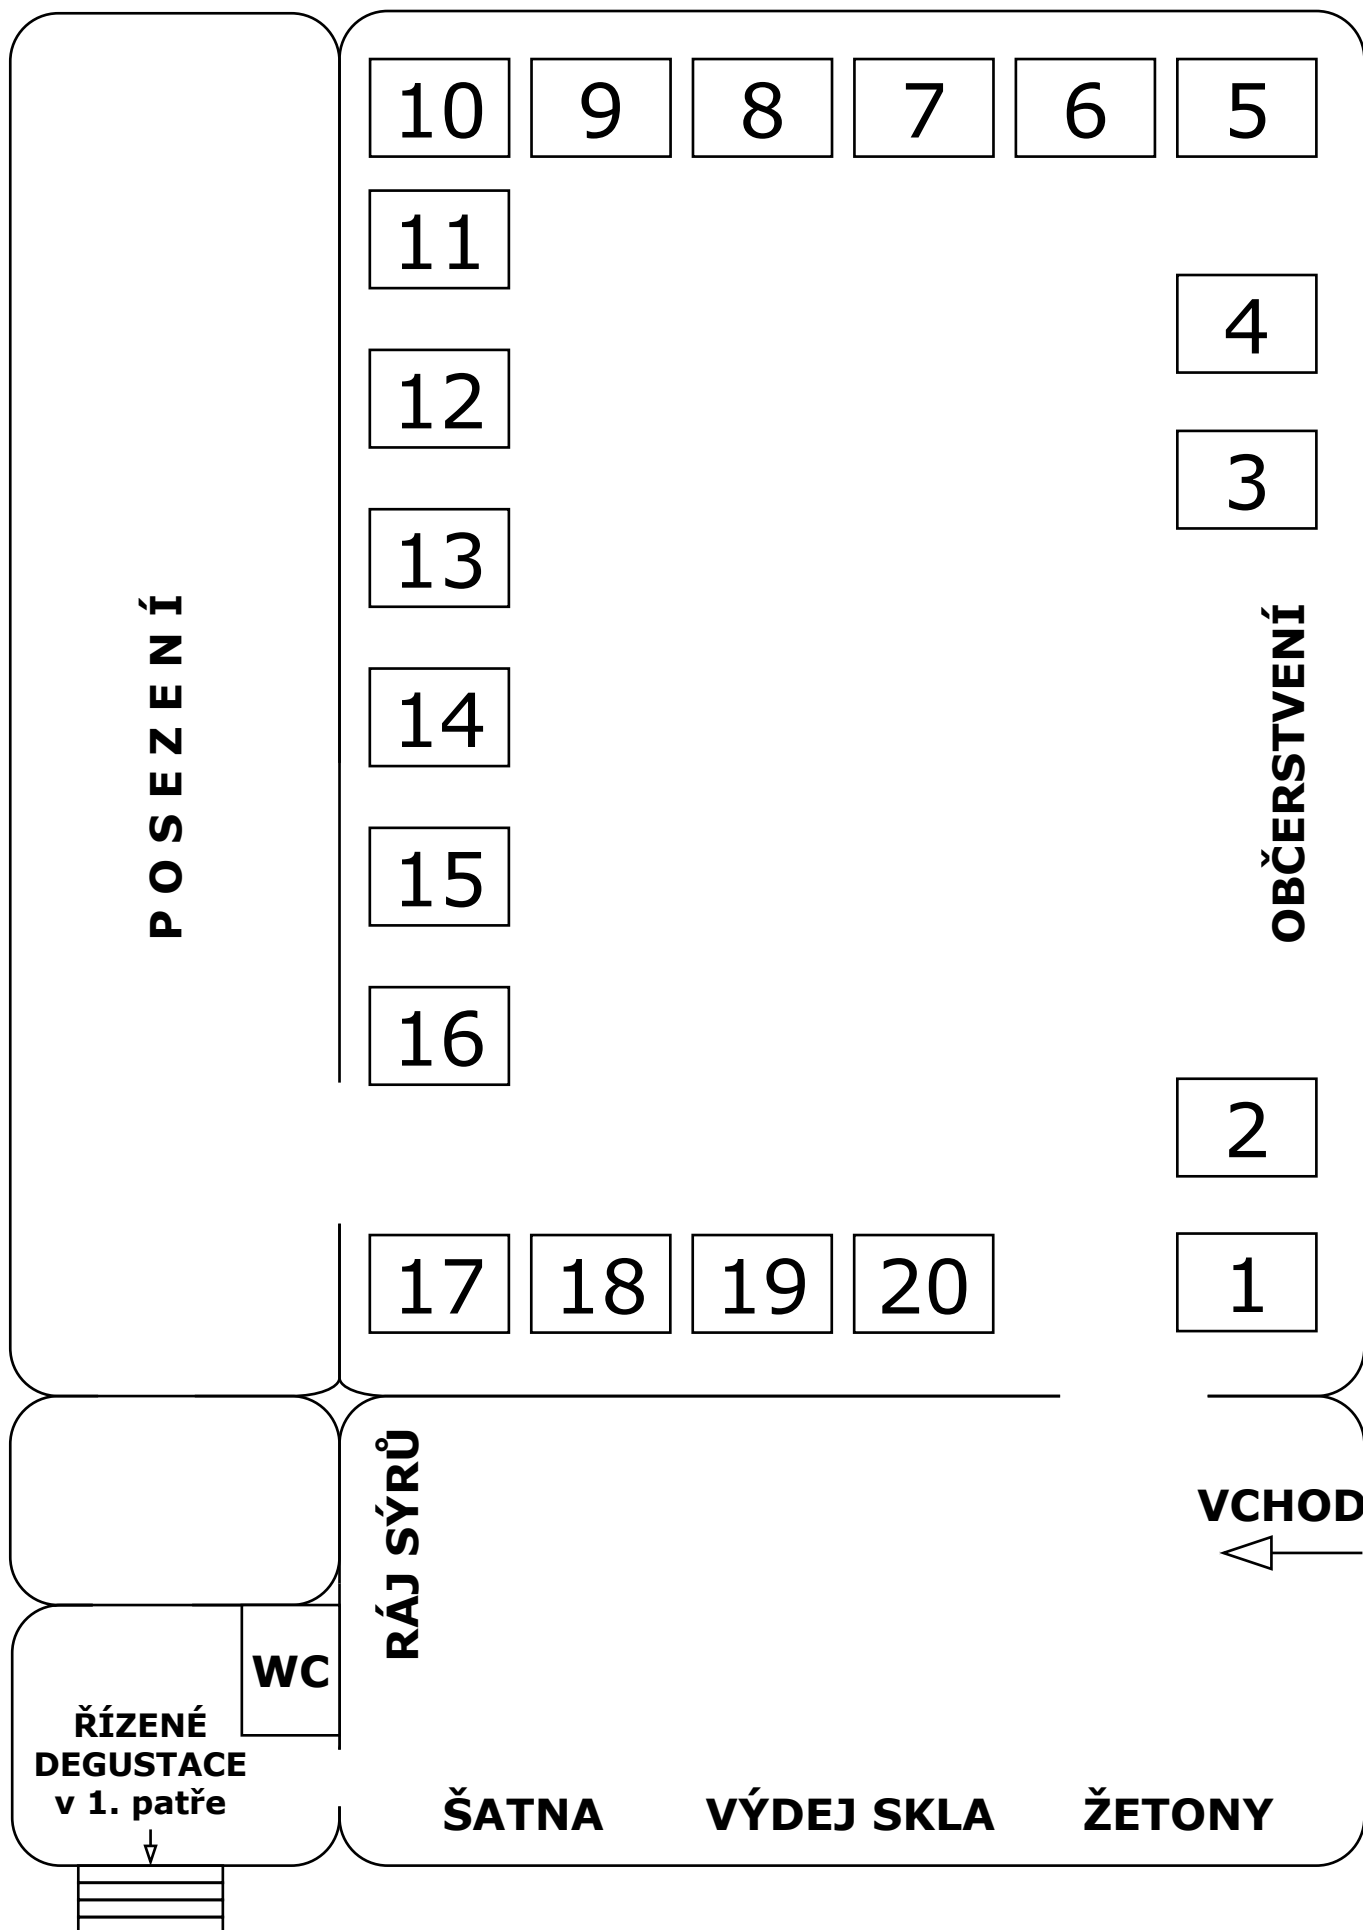 10 9 8 7 6 5
11
4
12
3
13
POSEZENÍ
OBČERSTVENÍ
14
15
16
2
17 18 19 20 1
RÁJ SÝRŮ
VCHOD
WC
ŘÍZENÉ
DEGUSTACE
v 1. patře
ŠATNA VÝDEJ SKLA ŽETONY